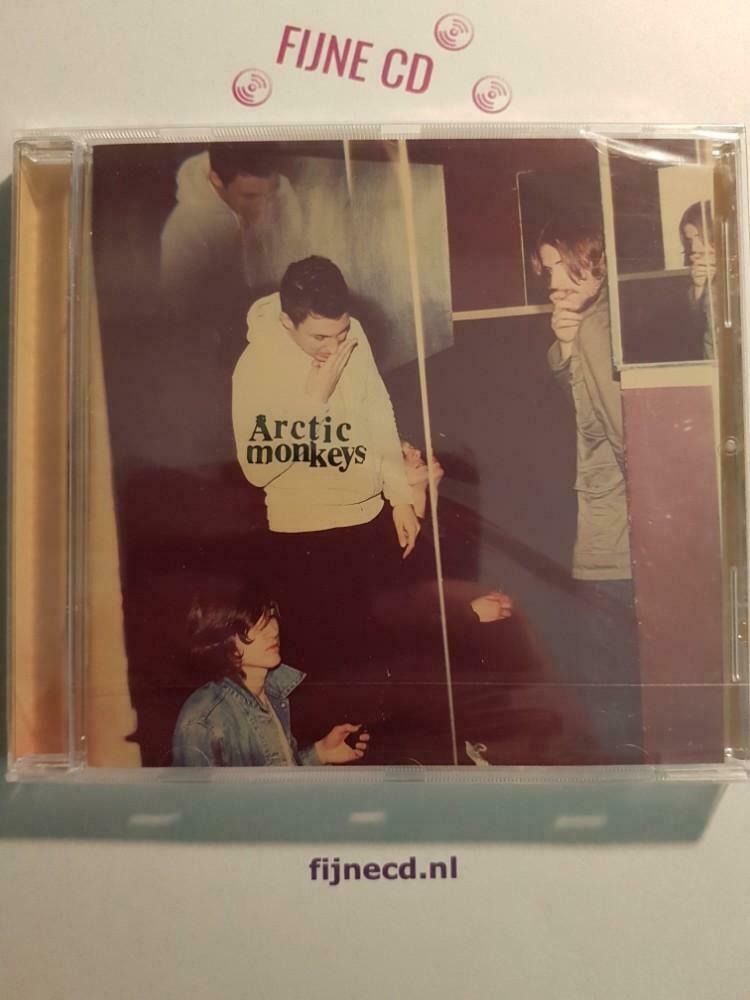 FIJNE CD
Arctic
monkeys
fijnecd.nl